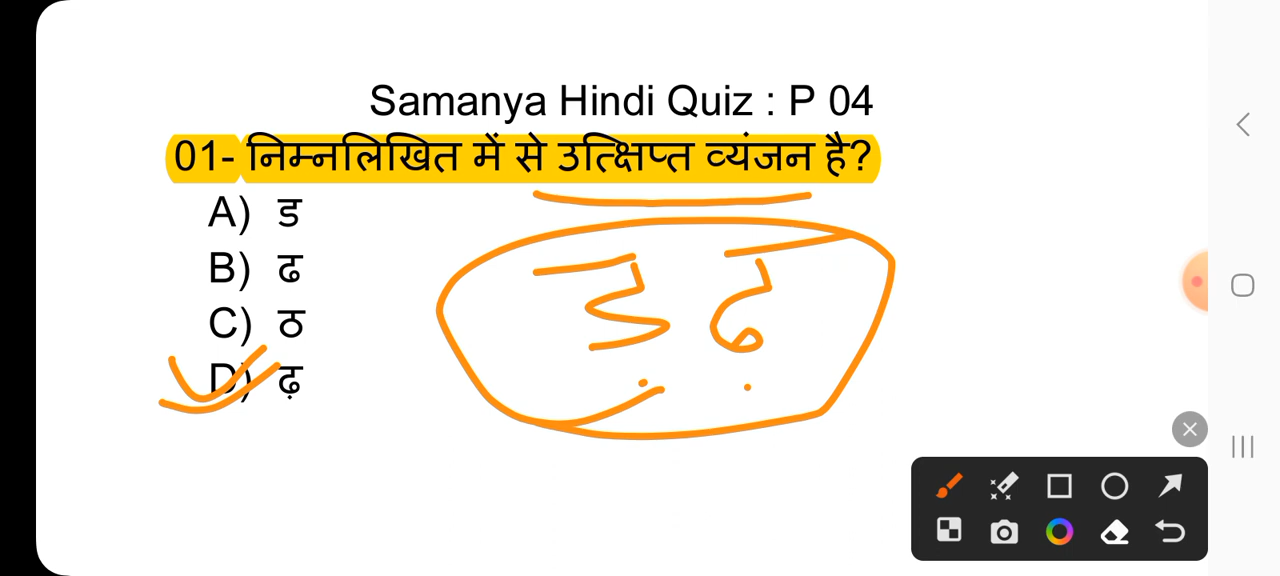 Samanya Hindi Quiz : P 04
01- निम्नलिखित में से उत्क्षिप्त व्यंजन है?
A) ड
B) ढ
C) ठ
D) ढ़
ड़ ढ़